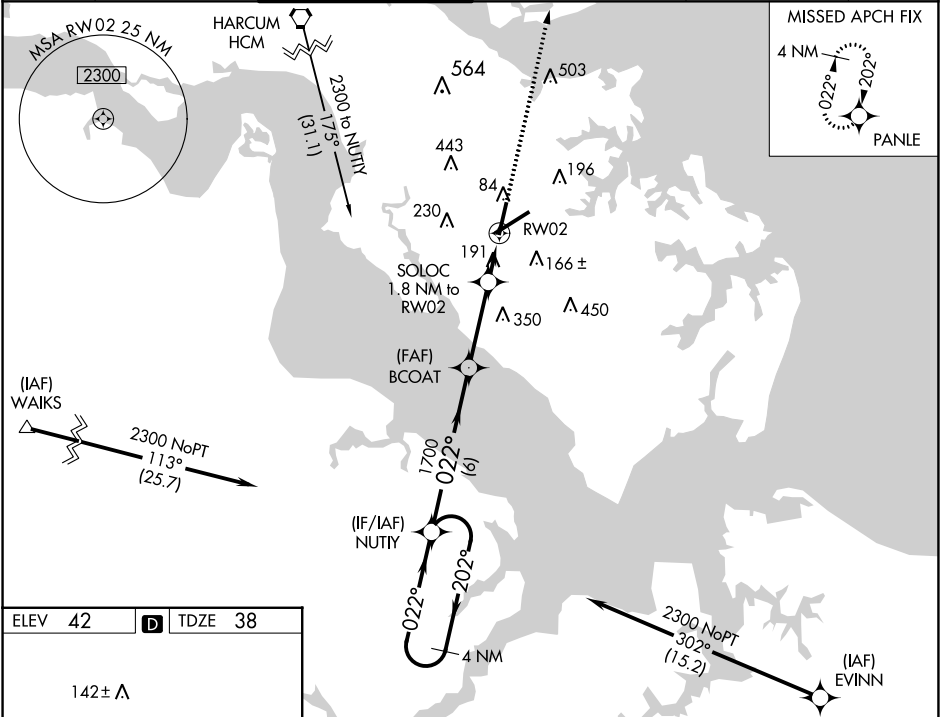 MSA RW02 25 NM
2300
HARCUM
HCM
2300 to NUTIY
175°
(31.1)
564
503
443
84
196
230
RW02
191
166 ±
SOLOC
1.8 NM to
RW02
350
450
(FAF)
BCOAT
MISSED APCH FIX
4 NM
022°
202°
PANLE
(IAF)
WAIKS
2300 NoPT
113°
(25.7)
1700
022°
(6)
(IF/IAF)
NUTIY
022°
202°
4 NM
2300 NoPT
302°
(15.2)
(IAF)
EVINN
ELEV 42 D TDZE 38
142 ±